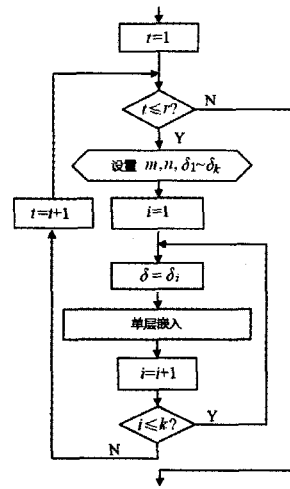 t=1
t≤r?
N
Y
设置 m,n,δ₁~δₖ
t=t+1
i=1
δ=δᵢ
单层嵌入
i=i+1
i≤k?
Y
N